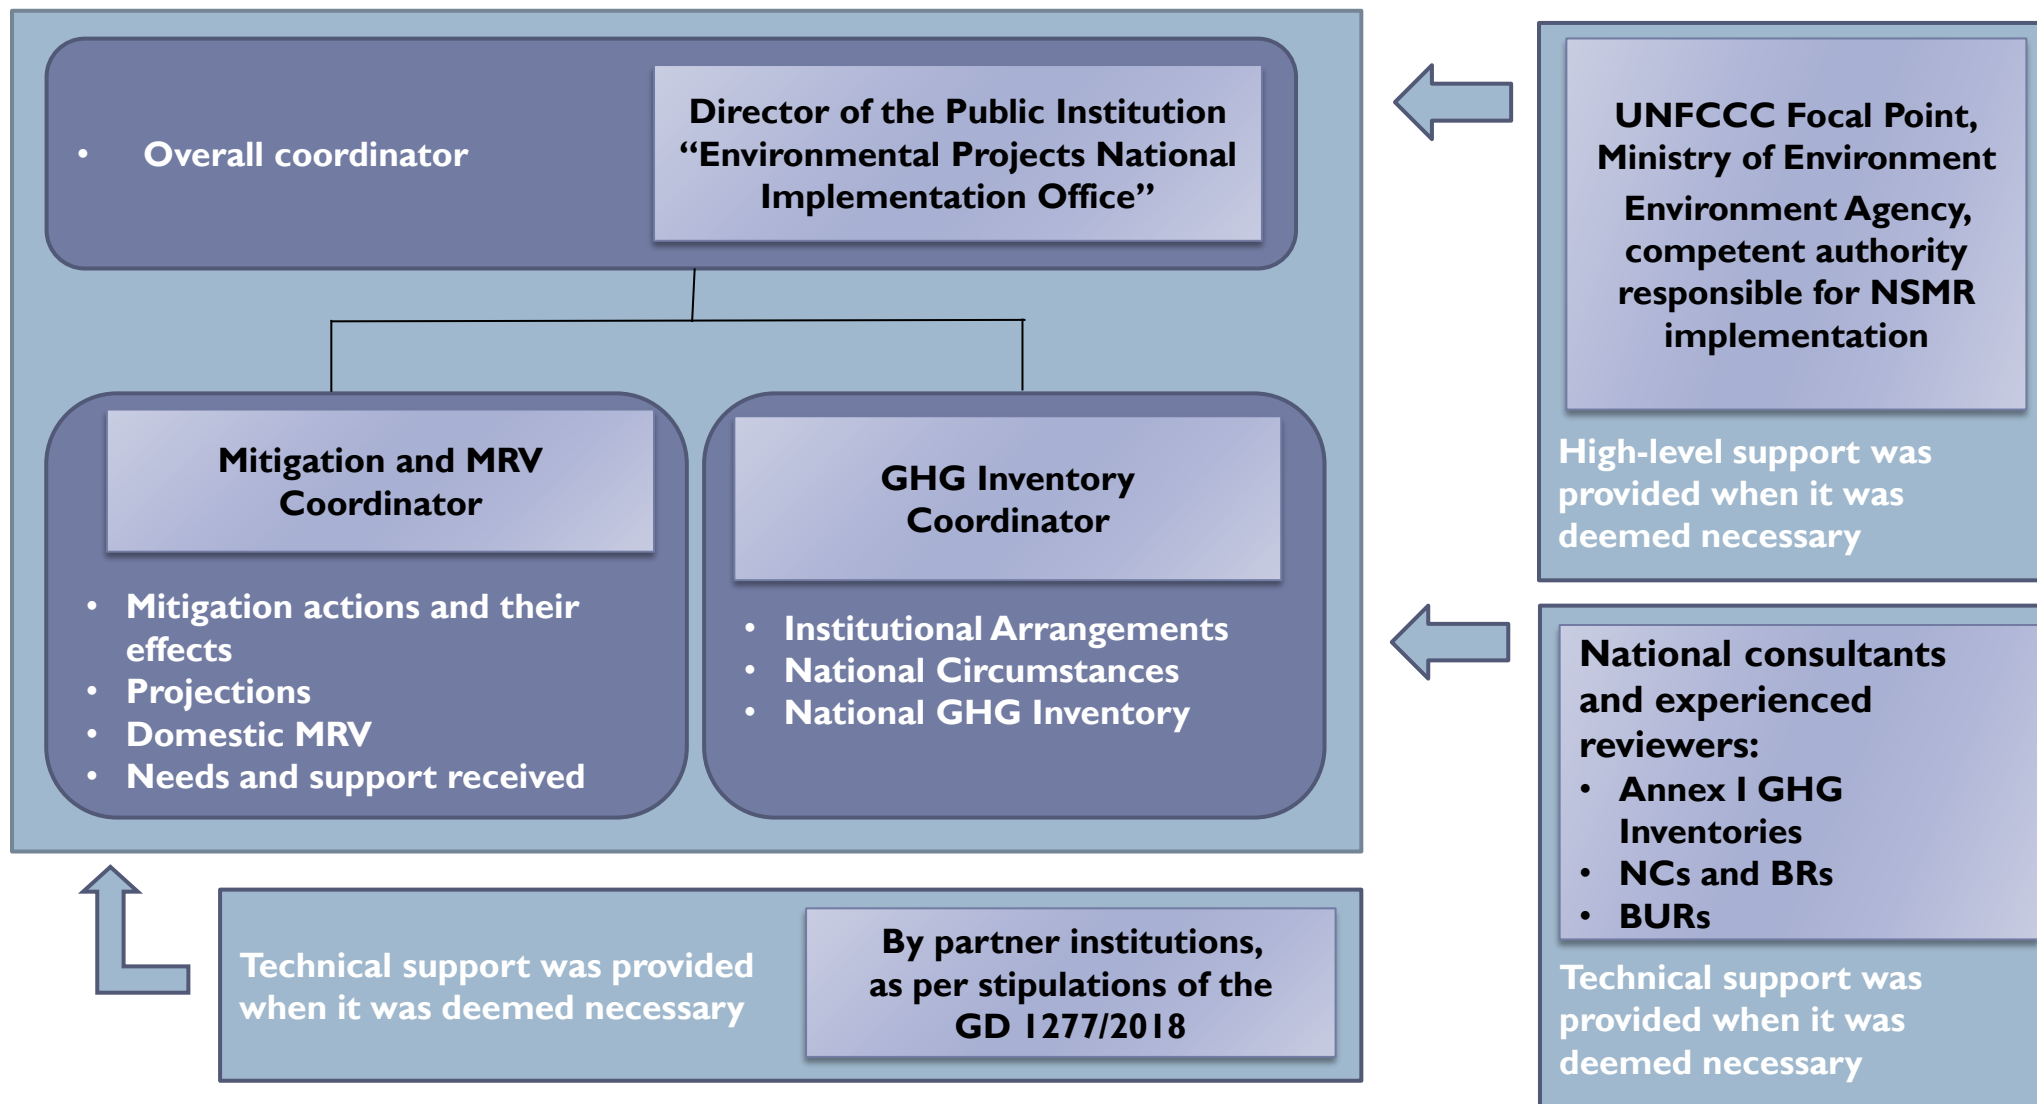 • Overall coordinator
Director of the Public Institution
“Environmental Projects National
Implementation Office”
Mitigation and MRV
Coordinator
• Mitigation actions and their
effects
• Projections
• Domestic MRV
• Needs and support received
GHG Inventory
Coordinator
• Institutional Arrangements
• National Circumstances
• National GHG Inventory
UNFCCC Focal Point,
Ministry of Environment
Environment Agency,
competent authority
responsible for NSMR
implementation
High-level support was
provided when it was
deemed necessary
National consultants
and experienced
reviewers:
• Annex I GHG
Inventories
• NCs and BRs
• BURs
Technical support was
provided when it was
deemed necessary
Technical support was provided
when it was deemed necessary
By partner institutions,
as per stipulations of the
GD 1277/2018